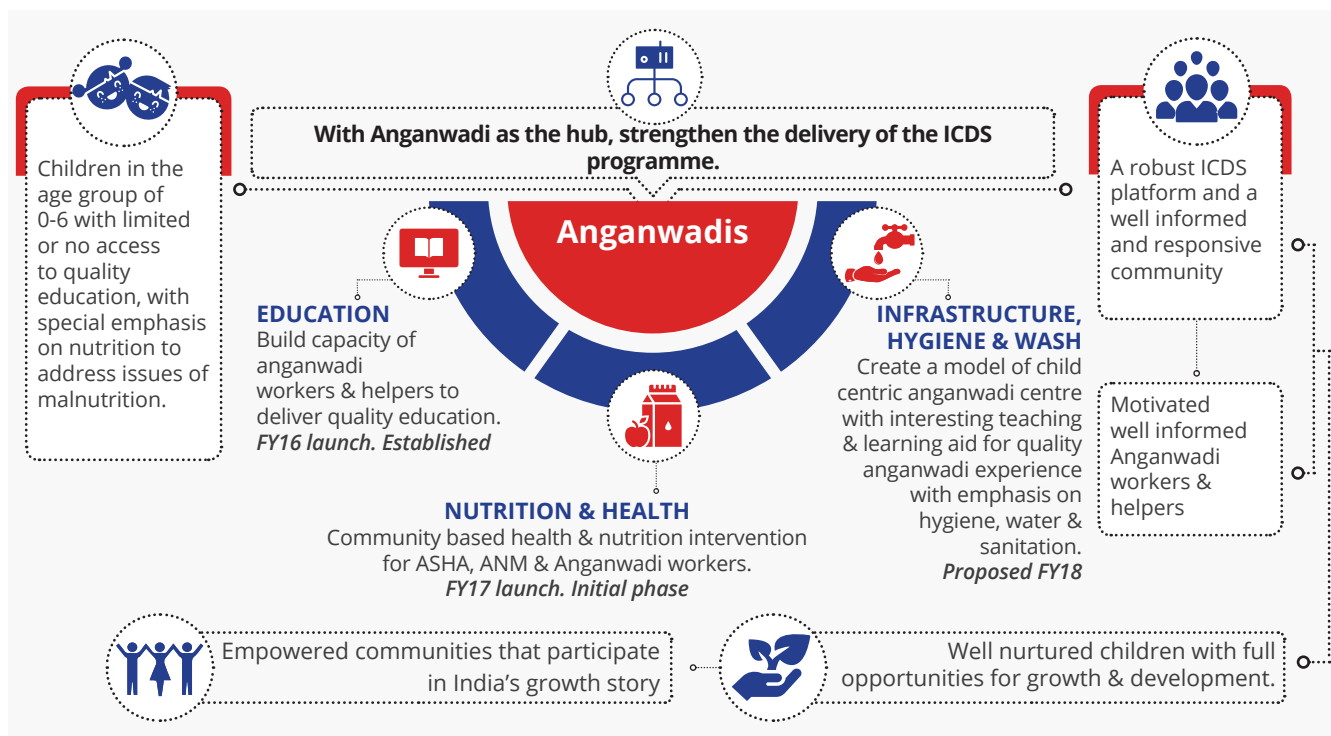 With Anganwadi as the hub, strengthen the delivery of the ICDS
programme.
Children in the
age group of
0-6 with limited
or no access
to quality
education, with
special emphasis
on nutrition to
address issues of
malnutrition.
Anganwadis
EDUCATION
Build capacity of
anganwadi
workers & helpers to
deliver quality education.
FY16 launch. Established
NUTRITION & HEALTH
Community based health & nutrition intervention
for ASHA, ANM & Anganwadi workers.
FY17 launch. Initial phase
INFRASTRUCTURE,
HYGIENE & WASH
Create a model of child
centric anganwadi centre
with interesting teaching
& learning aid for quality
anganwadi experience
with emphasis on
hygiene, water &
sanitation.
Proposed FY18
A robust ICDS
platform and a
well informed
and responsive
community
Motivated
well informed
Anganwadi
workers &
helpers
Empowered communities that participate
in India’s growth story
Well nurtured children with full
opportunities for growth & development.